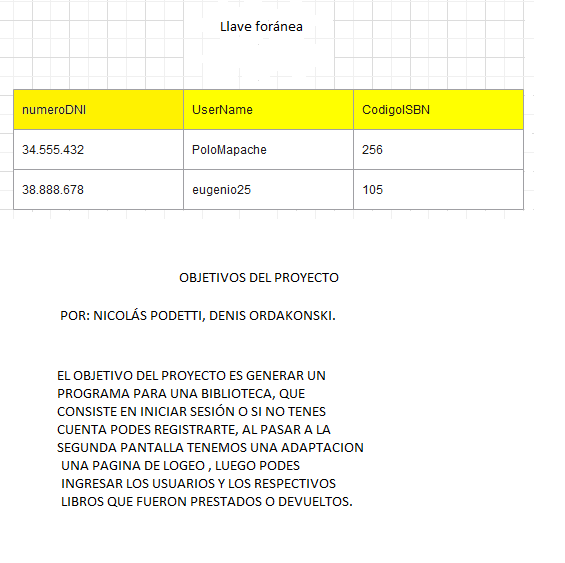 Llave foránea
numeroDNI UserName CodigoISBN
34.555.432 PoloMapache 256
38.888.678 eugenio25 105
OBJETIVOS DEL PROYECTO
POR: NICOLÁS PODETTI, DENIS ORDAKONSKI.
EL OBJETIVO DEL PROYECTO ES GENERAR UN
PROGRAMA PARA UNA BIBLIOTECA, QUE
CONSISTE EN INICIAR SESIÓN O SI NO TENES
CUENTA PODES REGISTRARTE, AL PASAR A LA
SEGUNDA PANTALLA TENEMOS UNA ADAPTACION
UNA PAGINA DE LOGEO , LUEGO PODES
INGRESAR LOS USUARIOS Y LOS RESPECTIVOS
LIBROS QUE FUERON PRESTADOS O DEVUELTOS.